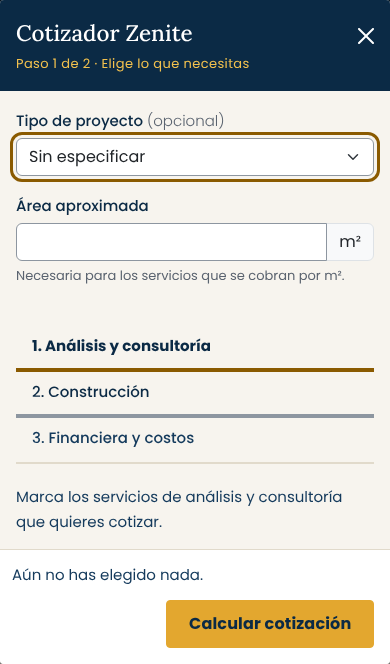 Cotizador Zenite
Paso 1 de 2 · Elige lo que necesitas
Tipo de proyecto (opcional)
Sin especificar
Área aproximada
m²
Necesaria para los servicios que se cobran por m².
1. Análisis y consultoría
2. Construcción
3. Financiera y costos
Marca los servicios de análisis y consultoría
que quieres cotizar.
Aún no has elegido nada.
Calcular cotización